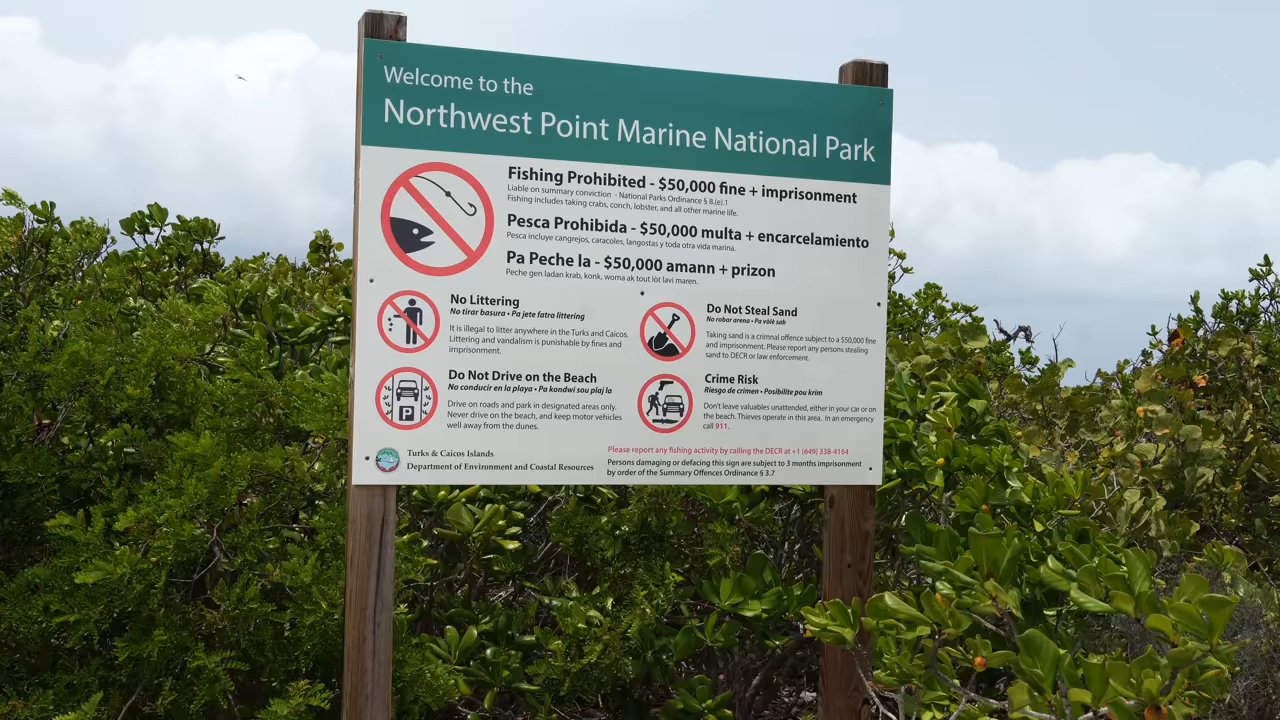 Welcome to the
Northwest Point Marine National Park
Fishing Prohibited - $50,000 fine + imprisonment
Liable on summary conviction - National Parks Ordinance § 8.(e).1
Fishing includes taking crabs, conch, lobster, and all other marine life.
Pesca Prohibida - $50,000 multa + encarcelamiento
Pesca incluye cangrejos, caracoles, langostas y toda otra vida marina.
Pa Peche la - $50,000 amann + prizon
Peche gen ladan krab, konk, woma ak tout lòt lavi maren.
No Littering
No tirar basura • Pa jete fatra littering
It is illegal to litter anywhere in the Turks and Caicos.
Littering and vandalism is punishable by fines and
imprisonment.
Do Not Steal Sand
No robar arena • Pa vòlè sab
Taking sand is a crimnal offence subject to a $50,000 fine
and imprisonment. Please report any persons stealing
sand to DECR or law enforcement.
Do Not Drive on the Beach
No conducir en la playa • Pa kondwi sou plaj la
Drive on roads and park in designated areas only.
Never drive on the beach, and keep motor vehicles
well away from the dunes.
P
Crime Risk
Riesgo de crimen • Posibilite pou krim
Don't leave valuables unattended, either in your car or on
the beach. Thieves operate in this area. In an emergency
call 911.
Turks & Caicos Islands
Department of Environment and Coastal Resources
Please report any fishing activity by calling the DECR at +1 (649) 338-4164
Persons damaging or defacing this sign are subject to 3 months imprisonment
by order of the Summary Offences Ordinance § 3.7